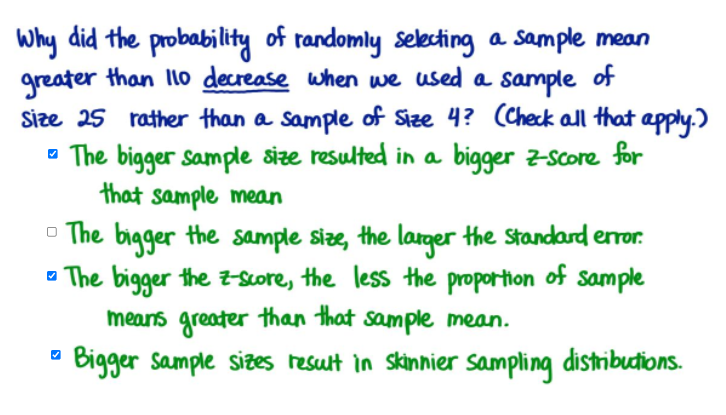 Why did the probability of randomly selecting a sample mean
greater than 110 decrease when we used a sample of
size 25 rather than a sample of size 4? (Check all that apply.)
The bigger sample size resulted in a bigger z-score for
that sample mean
The bigger the sample size, the larger the standard error.
The bigger the z-score, the less the proportion of sample
means greater than that sample mean.
Bigger sample sizes result in skinnier sampling distributions.